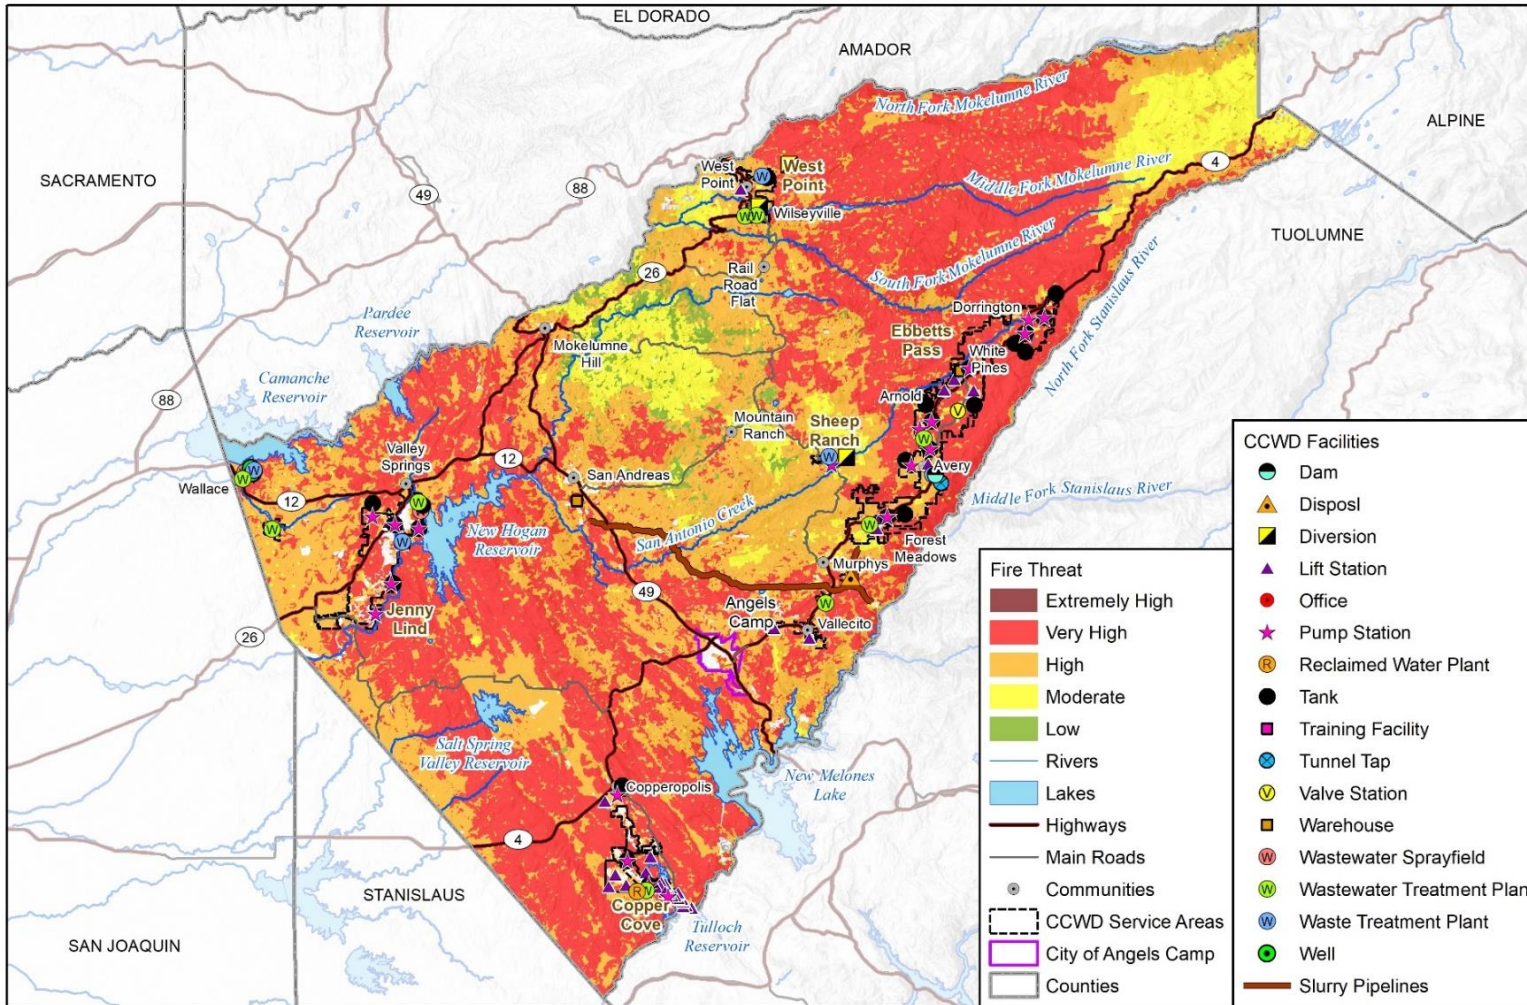 EL DORADO
AMADOR
ALPINE
SACRAMENTO
49
88
North Fork Mokelumne River
4
Middle Fork Mokelumne River
West
Point
West
Point
W
W
W
Wilseyville
TUOLUMNE
South Fork Mokelumne River
26
Rail
Road
Flat
Dorrington
North Fork Stanislaus River
Pardee
Reservoir
Ebbetts
Pass
Mokelumne
Hill
White
Pines
Camanche
Reservoir
88
Arnold
V
Mountain
Ranch
Sheep
Ranch
W
W
Valley
Springs
12
San Andreas
Avery
W
W
Wallace
12
W
Middle Fork Stanislaus River
New Hogan
Reservoir
San Antonio Creek
W
W
W
Forest
Meadows
Murphys
49
Angels
Camp
W
Vallecito
Jenny
Lind
26
Salt Spring
Valley Reservoir
New Melones
Lake
Copperopolis
4
STANISLAUS
R
W
Copper
Cove
Tulloch
Reservoir
SAN JOAQUIN
Fire Threat
Extremely High
Very High
High
Moderate
Low
Rivers
Lakes
Highways
Main Roads
Communities
CCWD Service Areas
City of Angels Camp
Counties
CCWD Facilities
Dam
Disposl
Diversion
Lift Station
Office
Pump Station
R Reclaimed Water Plant
Tank
Training Facility
Tunnel Tap
V Valve Station
Warehouse
W Wastewater Sprayfield
W Wastewater Treatment Plant
W Waste Treatment Plant
Well
Slurry Pipelines